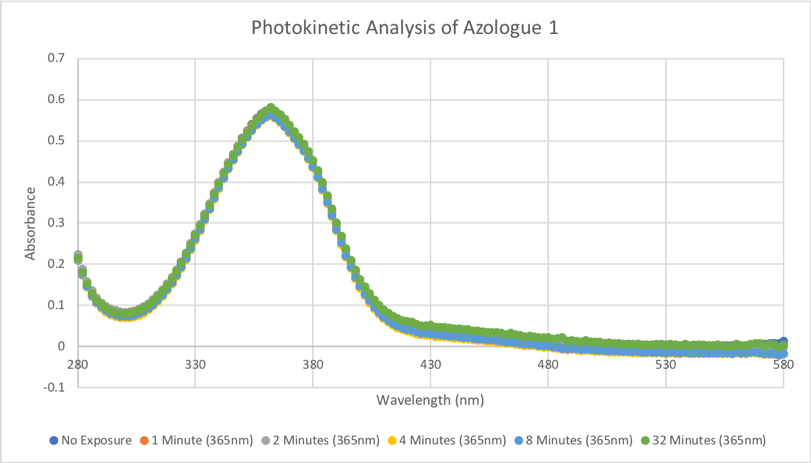 Photokinetic Analysis of Azologue 1
0.7
0.6
0.5
0.4
0.3
0.2
0.1
0
-0.1
Absorbance
280 330 380 430 480 530 580
Wavelength (nm)
No Exposure 1 Minute (365nm) 2 Minutes (365nm) 4 Minutes (365nm) 8 Minutes (365nm) 32 Minutes (365nm)